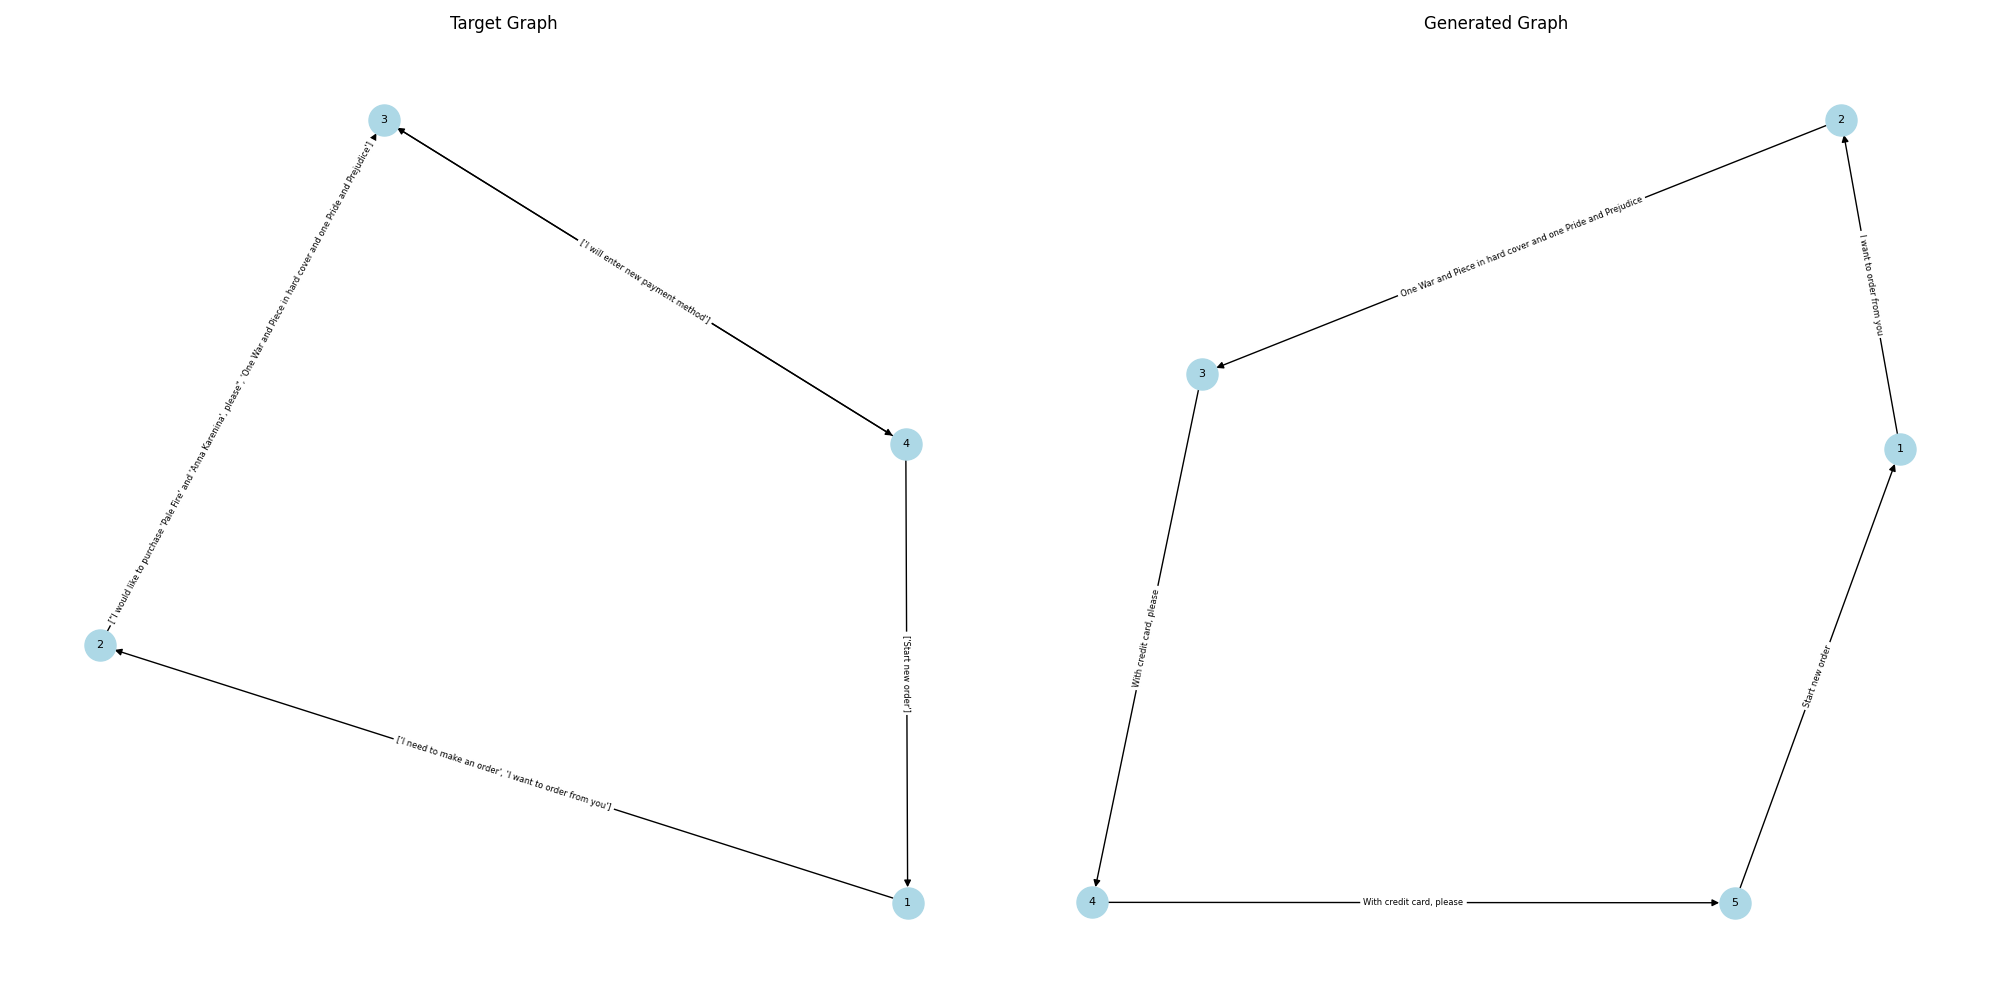 Target Graph
3
["I would like to purchase 'Pale Fire' and 'Anna Karenina', please", 'One War and Piece in hard cover and one Pride and Prejudice']
['I will enter new payment method']
4
['Start new order']
2
['I need to make an order', 'I want to order from you']
1
Generated Graph
2
One War and Piece in hard cover and one Pride and Prejudice
I want to order from you
3
1
With credit card, please
Start new order
4
With credit card, please
5